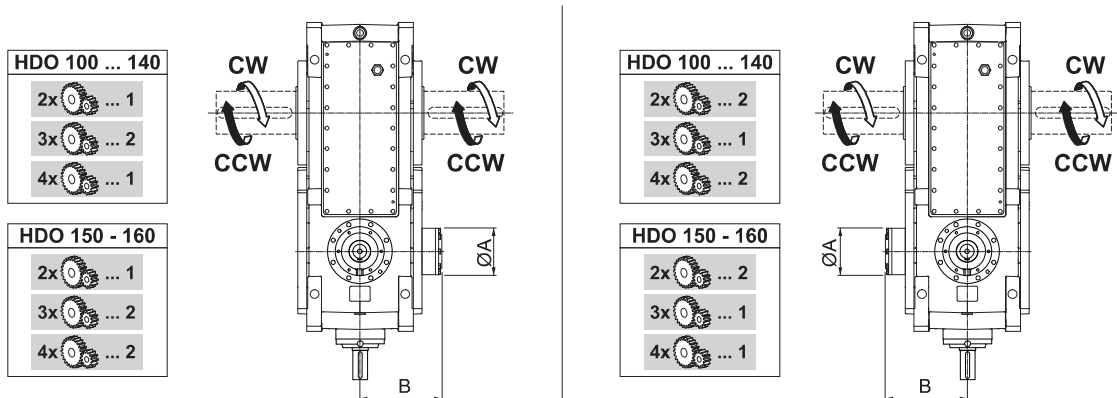 HDO 100 ... 140
2x ... 1
3x ... 2
4x ... 1
HDO 150 - 160
2x ... 1
3x ... 2
4x ... 2
CW
CCW
CW
CCW
ØA
B
HDO 100 ... 140
2x ... 2
3x ... 1
4x ... 2
HDO 150 - 160
2x ... 2
3x ... 1
4x ... 1
CW
CCW
CW
CCW
ØA
B